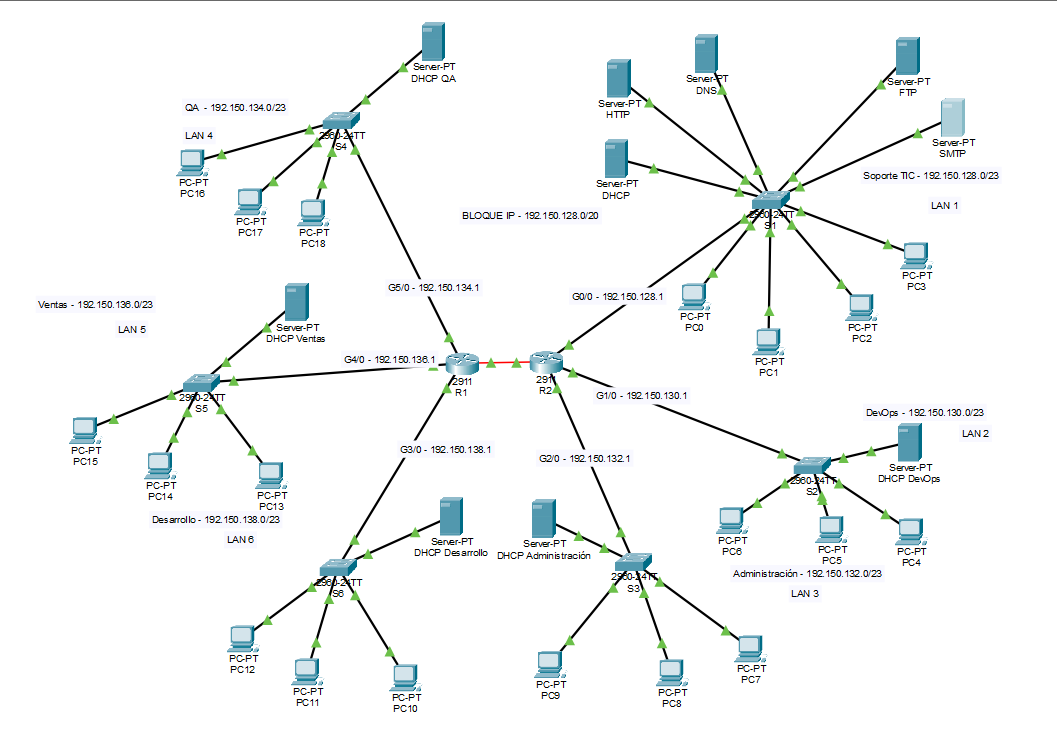 Server-PT
DHCP QA
QA - 192.150.134.0/23
LAN 4
2960-24TT
S4
PC-PT
PC16
PC-PT
PC17
PC-PT
PC18
G5/0 - 192.150.134.1
Server-PT
HTTP
Server-PT
DNS
Server-PT
FTP
Server-PT
SMTP
Server-PT
DHCP
Soporte TIC - 192.150.128.0/23
LAN 1
BLOQUE IP - 192.150.128.0/20
2960-24TT
S1
PC-PT
PC3
PC-PT
PC0
PC-PT
PC2
PC-PT
PC1
G0/0 - 192.150.128.1
Ventas - 192.150.136.0/23
LAN 5
Server-PT
DHCP Ventas
G4/0 - 192.150.136.1
2911
R1
2911
R2
2960-24TT
S5
PC-PT
PC15
PC-PT
PC14
PC-PT
PC13
G1/0 - 192.150.130.1
DevOps - 192.150.130.0/23
LAN 2
Server-PT
DHCP DevOps
2960-24TT
S2
PC-PT
PC6
PC-PT
PC5
PC-PT
PC4
G3/0 - 192.150.138.1
G2/0 - 192.150.132.1
Desarrollo - 192.150.138.0/23
LAN 6
Server-PT
DHCP Desarrollo
2960-24TT
S6
PC-PT
PC12
PC-PT
PC11
PC-PT
PC10
Server-PT
DHCP Administración
2960-24TT
S3
Administración - 192.150.132.0/23
LAN 3
PC-PT
PC9
PC-PT
PC8
PC-PT
PC7